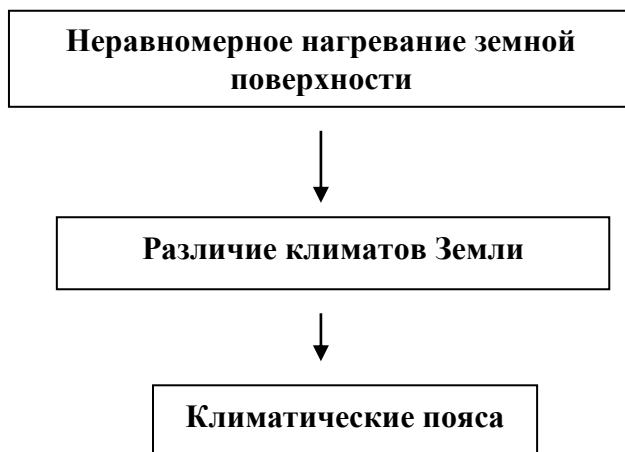 Неравномерное нагревание земной
поверхности
Различие климатов Земли
Климатические пояса